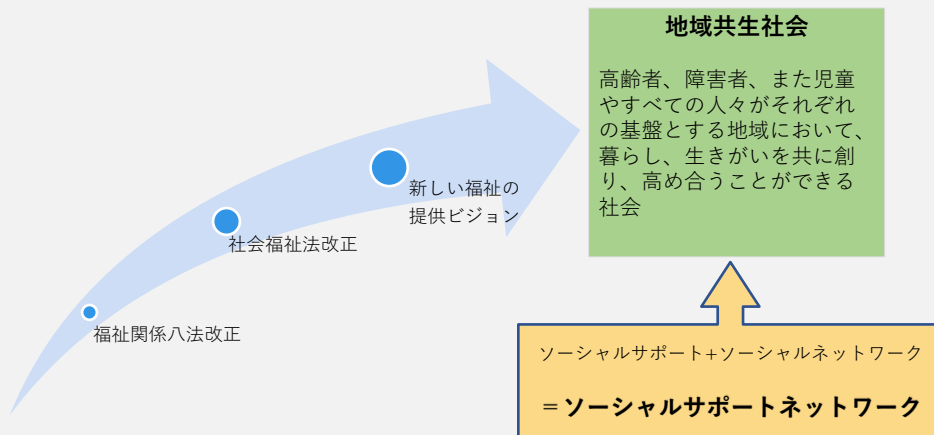 地域共生社会
高齢者、障害者、また児童
やすべての人々がそれぞれ
の基盤とする地域において、
暮らし、生きがいを共に創
り、高め合うことができる
社会
新しい福祉の
提供ビジョン
社会福祉法改正
福祉関係八法改正
ソーシャルサポート+ソーシャルネットワーク
＝ソーシャルサポートネットワーク